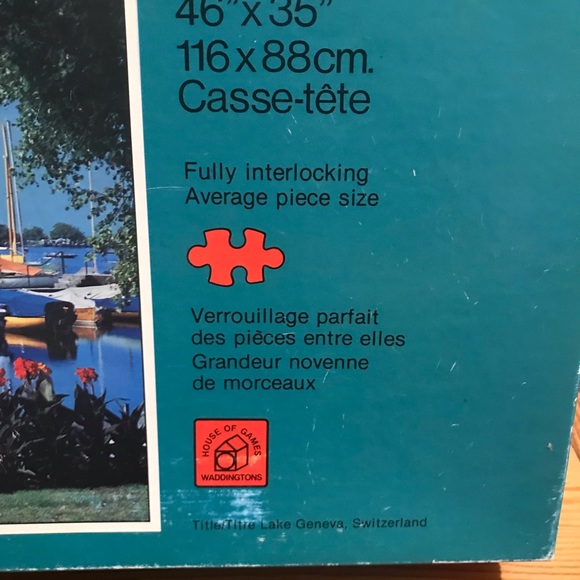 46"x35"
116x88cm.
Casse-tête
Fully interlocking
Average piece size
Verrouillage parfait
des pièces entre elles
Grandeur novenne
de morceaux
HOUSE OF GAMES
WADDINGTONS
Title/Titre Lake Geneva, Switzerland